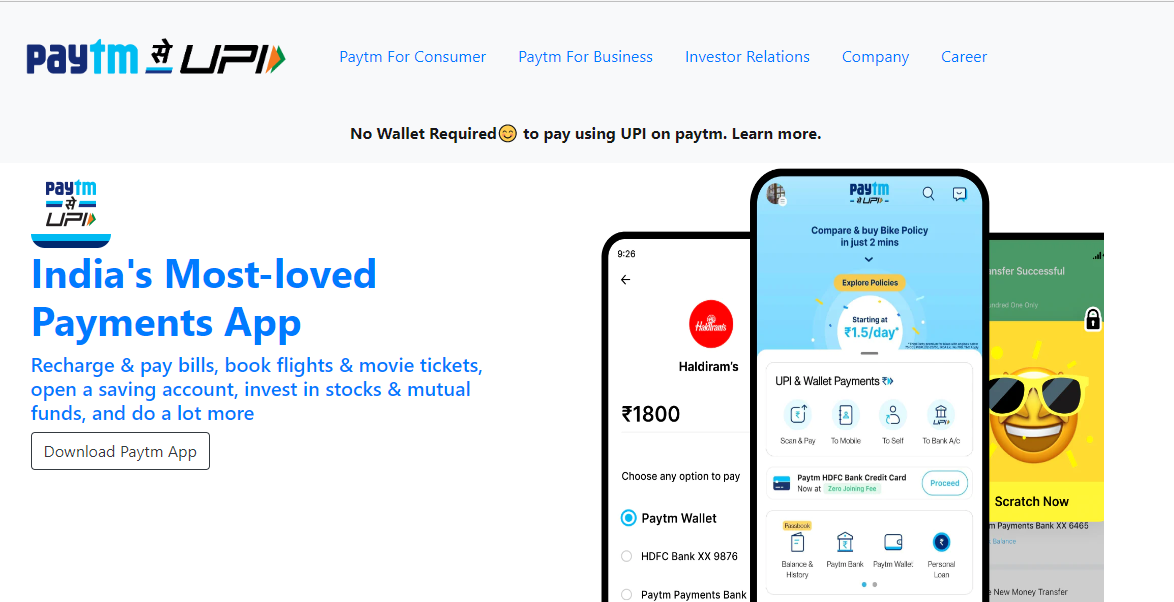 paytm से UPI
Paytm For Consumer
Paytm For Business
Investor Relations
Company
Career
No Wallet Required😊 to pay using UPI on paytm. Learn more.
paytm
से
UPI
India's Most-loved
Payments App
Recharge & pay bills, book flights & movie tickets,
open a saving account, invest in stocks & mutual
funds, and do a lot more
Download Paytm App
9:26
Haldiram's
Haldiram's
₹1800
Choose any option to pay
Paytm Wallet
HDFC Bank XX 9876
Paytm Payments Bank
paytm
से UPI
Compare & buy Bike Policy
in just 2 mins
Explore Policies
Starting at
₹1.5/day*
UPI & Wallet Payments ₹
Scan & Pay
To Mobile
To Self
UPI
To Bank A/c
Paytm HDFC Bank Credit Card
Now at Zero Joining Fee
Proceed
Passbook
Balance &
History
Paytm Bank
Paytm Wallet
Personal
Loan
nsfer Successful
ndred One Only
Scratch Now
m Payments Bank XX 6465
Balance
New Money Transfer